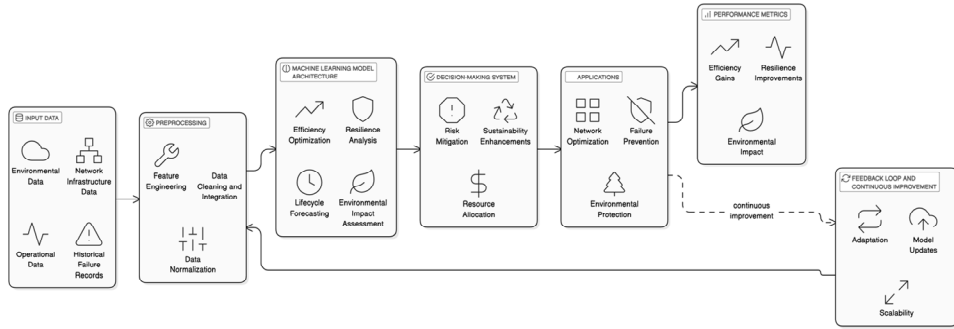 INPUT DATA
Environmental
Data
Network
Infrastructure
Data
Operational
Data
Historical
Failure
Records
PREPROCESSING
Feature
Engineering
Data
Cleaning and
Integration
Data
Normalization
MACHINE LEARNING MODEL
ARCHITECTURE
Efficiency
Optimization
Resilience
Analysis
Lifecycle
Forecasting
Environmental
Impact
Assessment
DECISION-MAKING SYSTEM
Risk
Mitigation
Sustainability
Enhancements
Resource
Allocation
APPLICATIONS
Network
Optimization
Failure
Prevention
Environmental
Protection
PERFORMANCE METRICS
Efficiency
Gains
Resilience
Improvements
Environmental
Impact
continuous
improvement
FEEDBACK LOOP AND
CONTINUOUS IMPROVEMENT
Adaptation
Model
Updates
Scalability